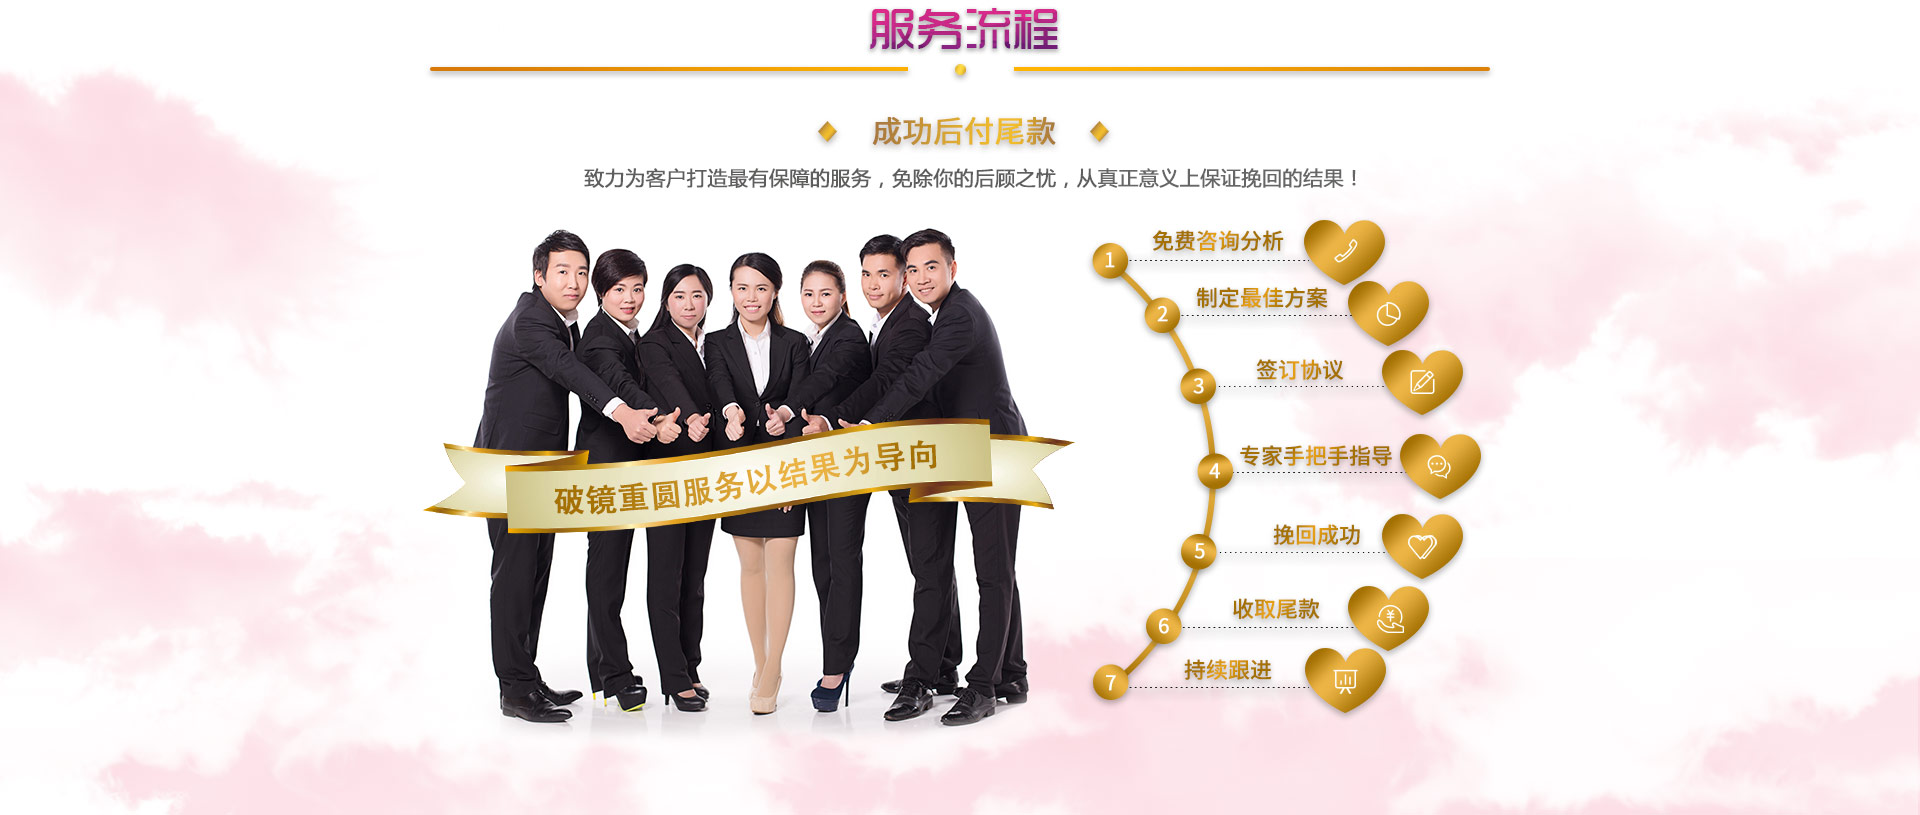 服务流程
成功后付尾款
致力为客户打造最有保障的服务，免除你的后顾之忧，从真正意义上保证挽回的结果！
破镜重圆服务以结果为导向
1 免费咨询分析
2 制定最佳方案
3 签订协议
4 专家手把手指导
5 挽回成功
6 收取尾款
7 持续跟进